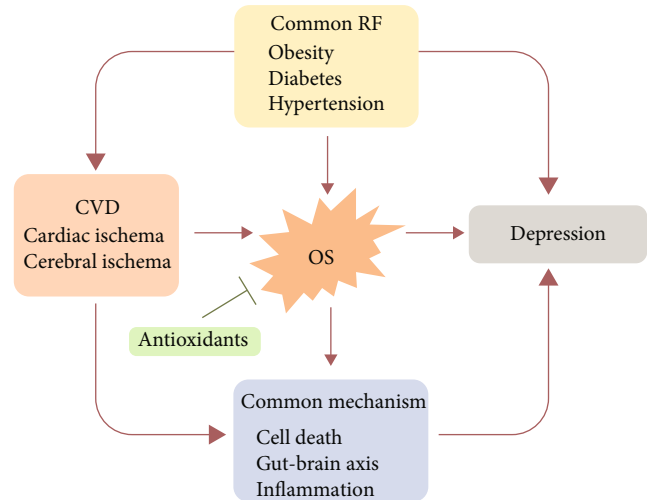 Common RF
Obesity
Diabetes
Hypertension
CVD
Cardiac ischema
Cerebral ischema
OS
Depression
Antioxidants
Common mechanism
Cell death
Gut-brain axis
Inflammation